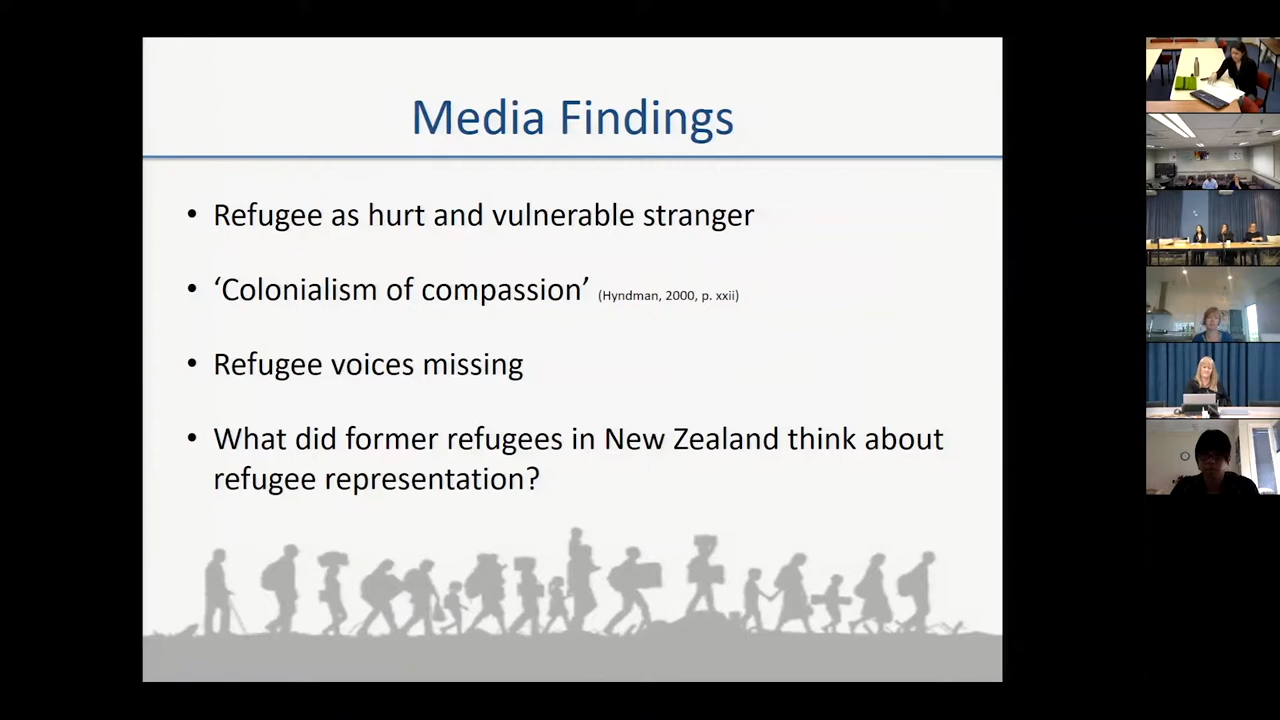 Media Findings
• Refugee as hurt and vulnerable stranger
• ‘Colonialism of compassion’ (Hyndman, 2000, p. xxii)
• Refugee voices missing
• What did former refugees in New Zealand think about
refugee representation?